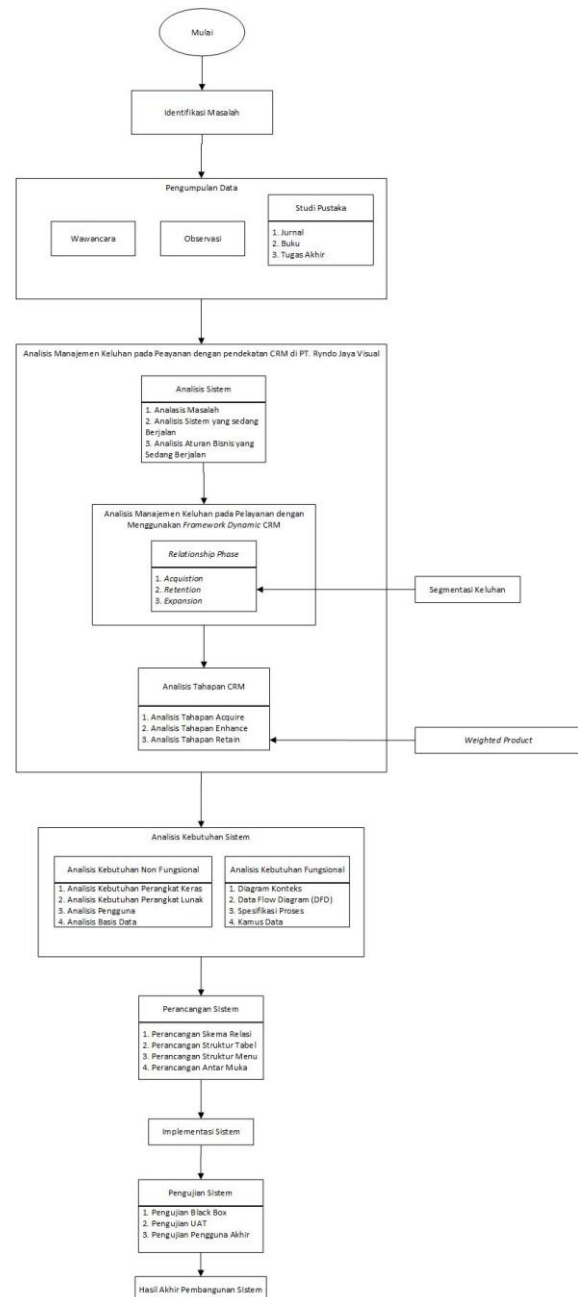 Mulai
Identifikasi Masalah
Pengumpulan Data
Wawancara
Observasi
Studi Pustaka
1. Jurnal
2. Buku
3. Tugas Akhir
Analisis Manajemen Keluhan pada Peayanan dengan pendekatan CRM di PT. Ryndo Jaya Visual
Analisis Sistem
1. Analasis Masalah
2. Analisis Sistem yang sedang
Berjalan
3. Analisis Aturan Bisnis yang
Sedang Berjalan
Analisis Manajemen Keluhan pada Pelayanan dengan
Menggunakan Framework Dynamic CRM
Relationship Phase
1. Acquistion
2. Retention
3. Expansion
Segmentasi Keluhan
Analisis Tahapan CRM
1. Analisis Tahapan Acquire
2. Analisis Tahapan Enhance
3. Analisis Tahapan Retain
Weighted Product
Analisis Kebutuhan Sistem
Analisis Kebutuhan Non Fungsional
1. Analisis Kebutuhan Perangkat Keras
2. Analisis Kebutuhan Perangkat Lunak
3. Analisis Pengguna
4. Analisis Basis Data
Analisis Kebutuhan Fungsional
1. Diagram Konteks
2. Data Flow Diagram (DFD)
3. Spesifikasi Proses
4. Kamus Data
Perancangan Sistem
1. Perancangan Skema Relasi
2. Perancangan Struktur Tabel
3. Perancangan Struktur Menu
4. Perancangan Antar Muka
Implementasi Sistem
Pengujian Sistem
1. Pengujian Black Box
2. Pengujian UAT
3. Pengujian Pengguna Akhir
Hasil Akhir Pembangunan Sistem